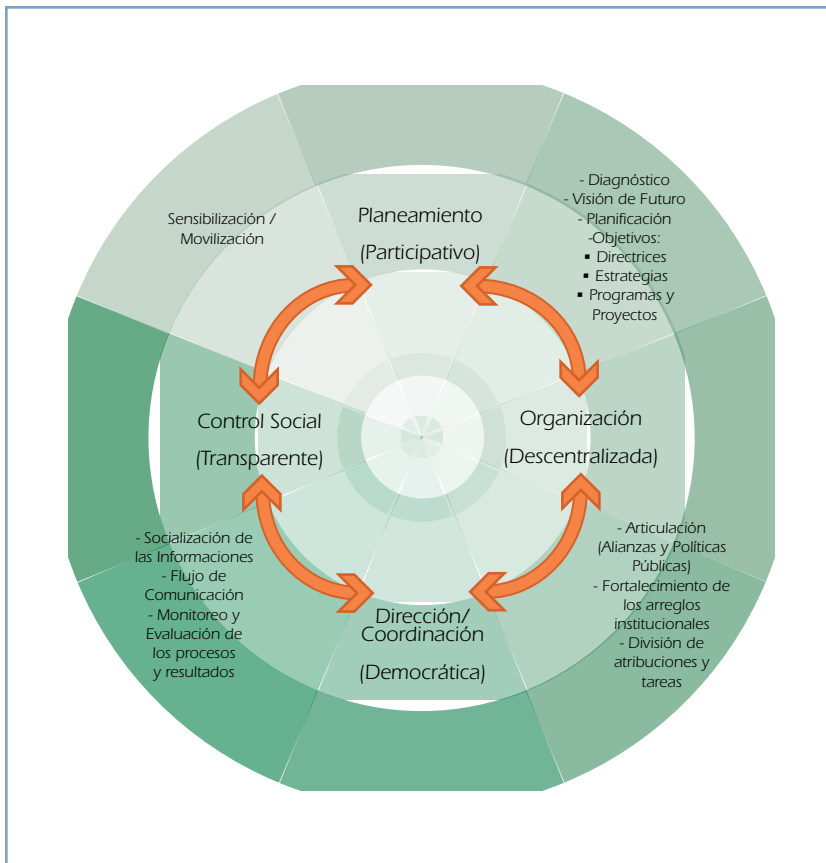 Sensibilización /
Movilización
Planeamiento
(Participativo)
- Diagnóstico
- Visión de Futuro
- Planificación
-Objetivos:
▪ Directrices
▪ Estrategias
▪ Programas y
Proyectos
Control Social
(Transparente)
Organización
(Descentralizada)
- Socialización de
las Informaciones
- Flujo de
Comunicación
- Monitoreo y
Evaluación de
los procesos
y resultados
Dirección/
Coordinación
(Democrática)
- Articulación
(Alianzas y Políticas
Públicas)
- Fortalecimiento de
los arreglos
institucionales
- División de
atribuciones y
tareas